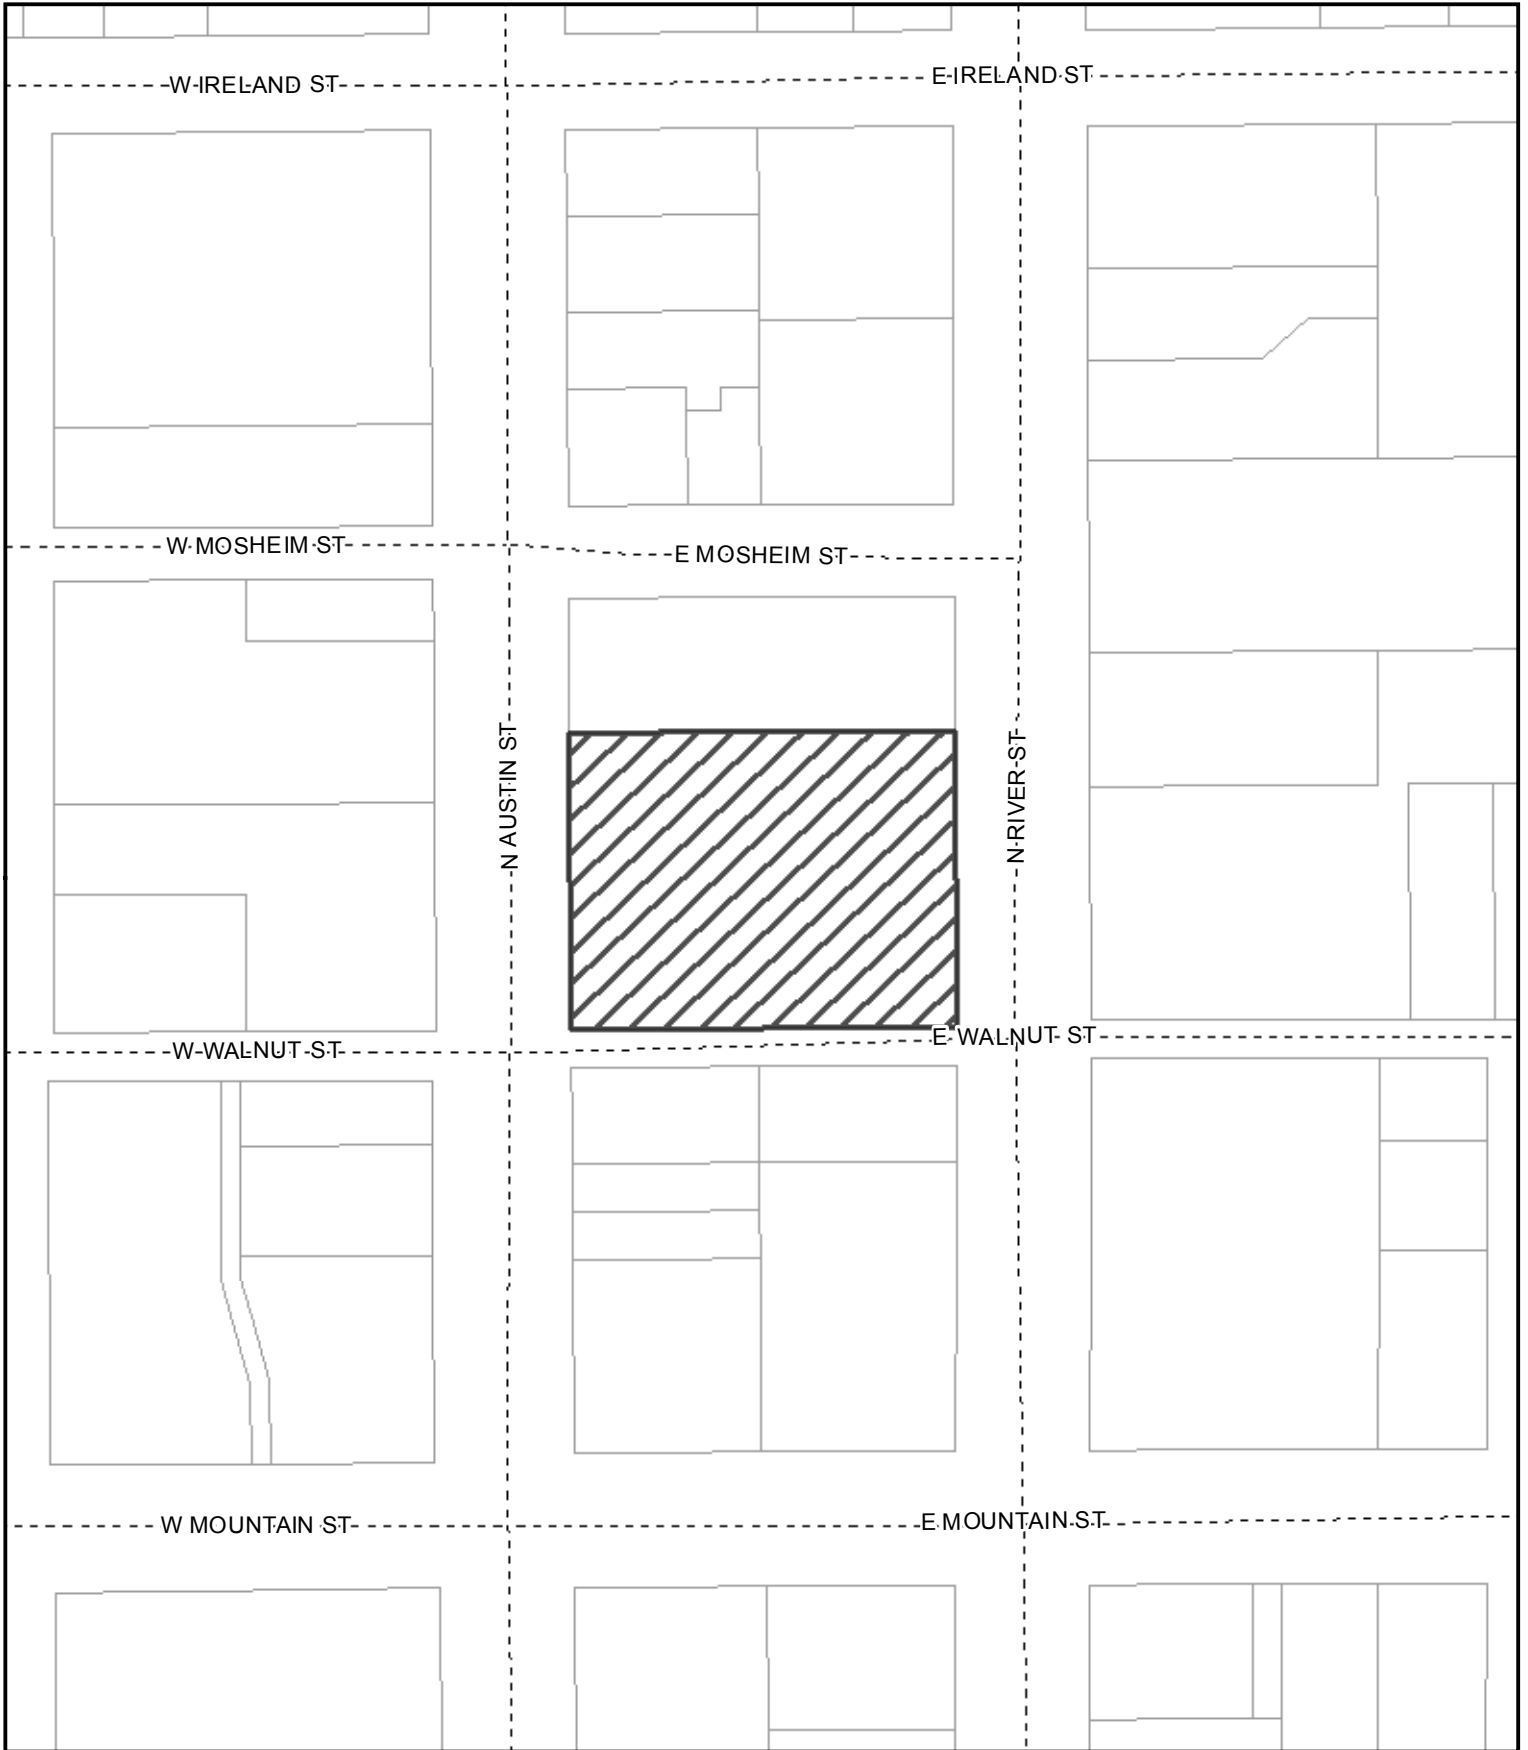 W IRELAND ST
E IRELAND ST
W MOSHEIM ST
E MOSHEIM ST
N AUSTIN ST
N RIVER ST
W WALNUT ST
E WALNUT ST
W MOUNTAIN ST
E MOUNTAIN ST